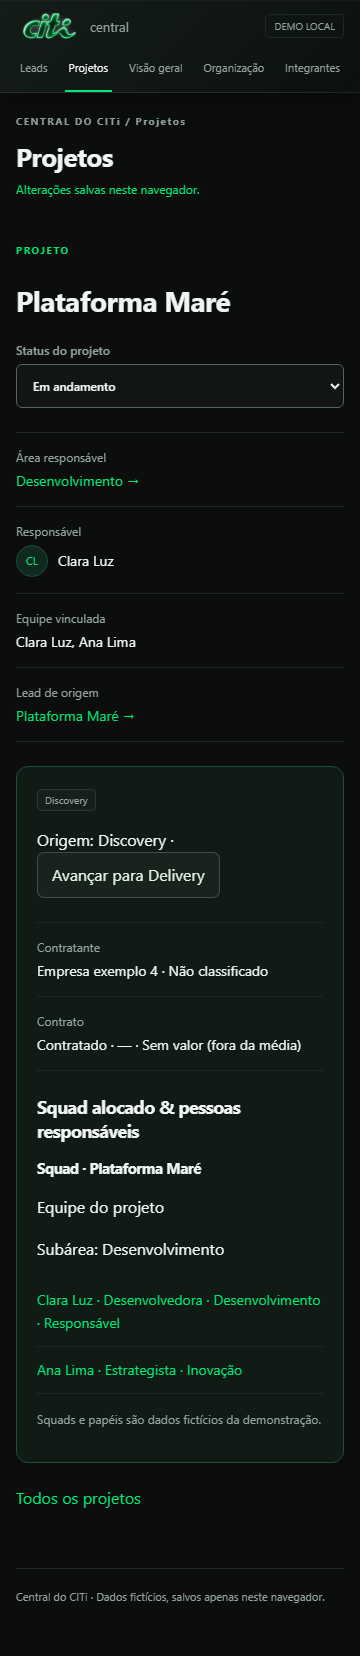 citi central
DEMO LOCAL
Leads Projetos Visão geral Organização Integrantes
CENTRAL DO CITi / Projetos
Projetos
Alterações salvas neste navegador.
PROJETO
Plataforma Maré
Status do projeto
Em andamento
Área responsável
Desenvolvimento →
Responsável
CL Clara Luz
Equipe vinculada
Clara Luz, Ana Lima
Lead de origem
Plataforma Maré →
Discovery
Origem: Discovery ·
Avançar para Delivery
Contratante
Empresa exemplo 4 · Não classificado
Contrato
Contratado · — · Sem valor (fora da média)
Squad alocado & pessoas
responsáveis
Squad · Plataforma Maré
Equipe do projeto
Subárea: Desenvolvimento
Clara Luz · Desenvolvedora · Desenvolvimento
· Responsável
Ana Lima · Estrategista · Inovação
Squads e papéis são dados fictícios da demonstração.
Todos os projetos
Central do CITi · Dados fictícios, salvos apenas neste navegador.